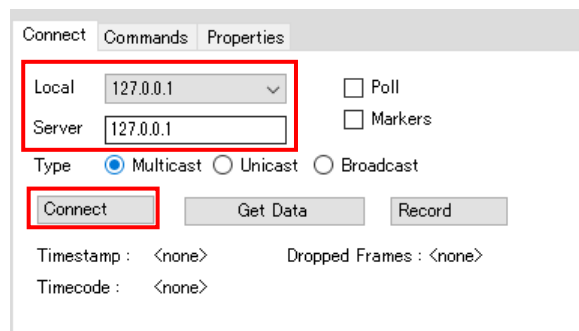 Connect Commands Properties
Local 127.0.0.1 Poll
Server 127.0.0.1 Markers
Type Multicast Unicast Broadcast
Connect Get Data Record
Timestamp : <none> Dropped Frames : <none>
Timecode : <none>